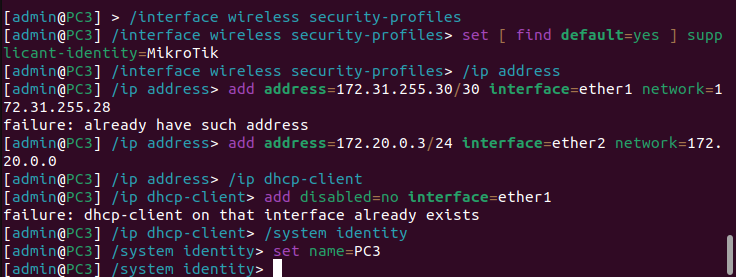 [admin@PC3] > /interface wireless security-profiles
[admin@PC3] /interface wireless security-profiles> set [ find default=yes ] supp
licant-identity=MikroTik
[admin@PC3] /interface wireless security-profiles> /ip address
[admin@PC3] /ip address> add address=172.31.255.30/30 interface=ether1 network=1
72.31.255.28
failure: already have such address
[admin@PC3] /ip address> add address=172.20.0.3/24 interface=ether2 network=172.
20.0.0
[admin@PC3] /ip address> /ip dhcp-client
[admin@PC3] /ip dhcp-client> add disabled=no interface=ether1
failure: dhcp-client on that interface already exists
[admin@PC3] /ip dhcp-client> /system identity
[admin@PC3] /system identity> set name=PC3
[admin@PC3] /system identity>